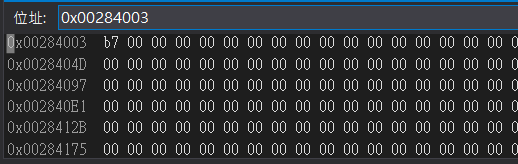 位址: 0x00284003
0x00284003 b7 00 00 00 00 00 00 00 00 00 00 00 00 00 00 00 00 00
0x0028404D 00 00 00 00 00 00 00 00 00 00 00 00 00 00 00 00 00 00
0x00284097 00 00 00 00 00 00 00 00 00 00 00 00 00 00 00 00 00 00
0x002840E1 00 00 00 00 00 00 00 00 00 00 00 00 00 00 00 00 00 00
0x0028412B 00 00 00 00 00 00 00 00 00 00 00 00 00 00 00 00 00 00
0x00284175 00 00 00 00 00 00 00 00 00 00 00 00 00 00 00 00 00 00